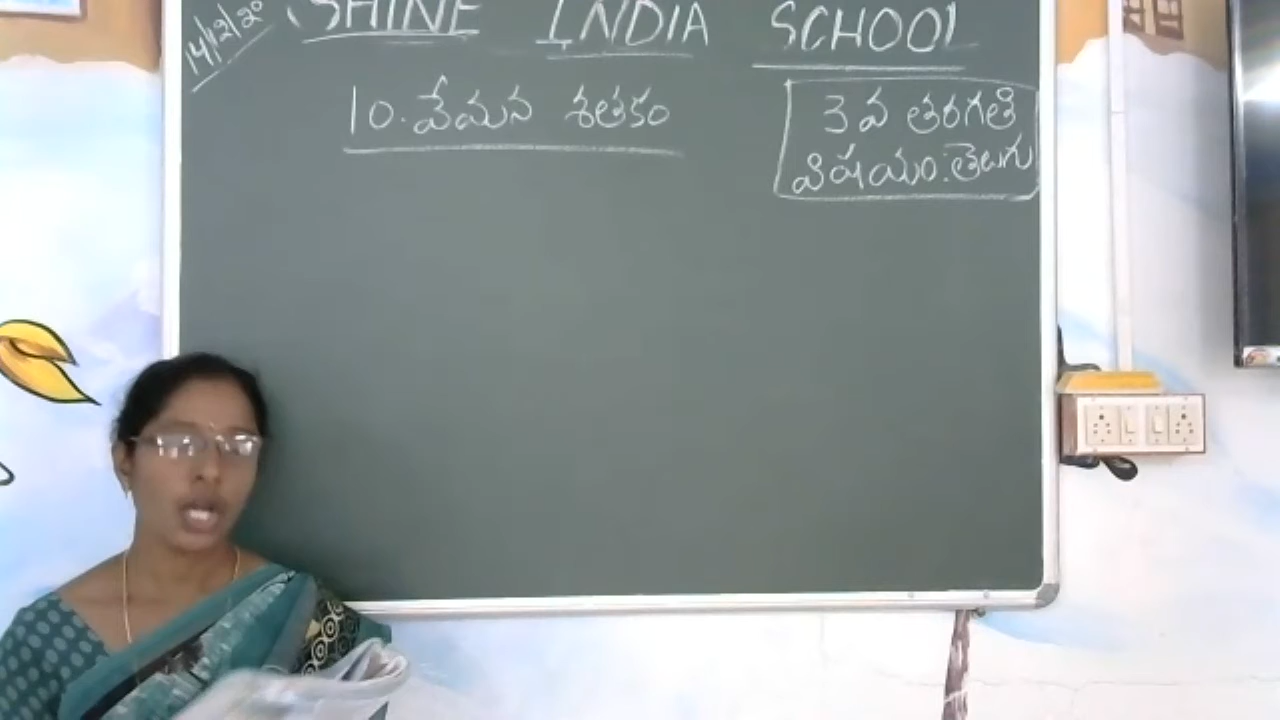 14/12/20
SHINE INDIA SCHOOL
10. వేమన శతకం
3వ తరగతి
విషయం: తెలుగు